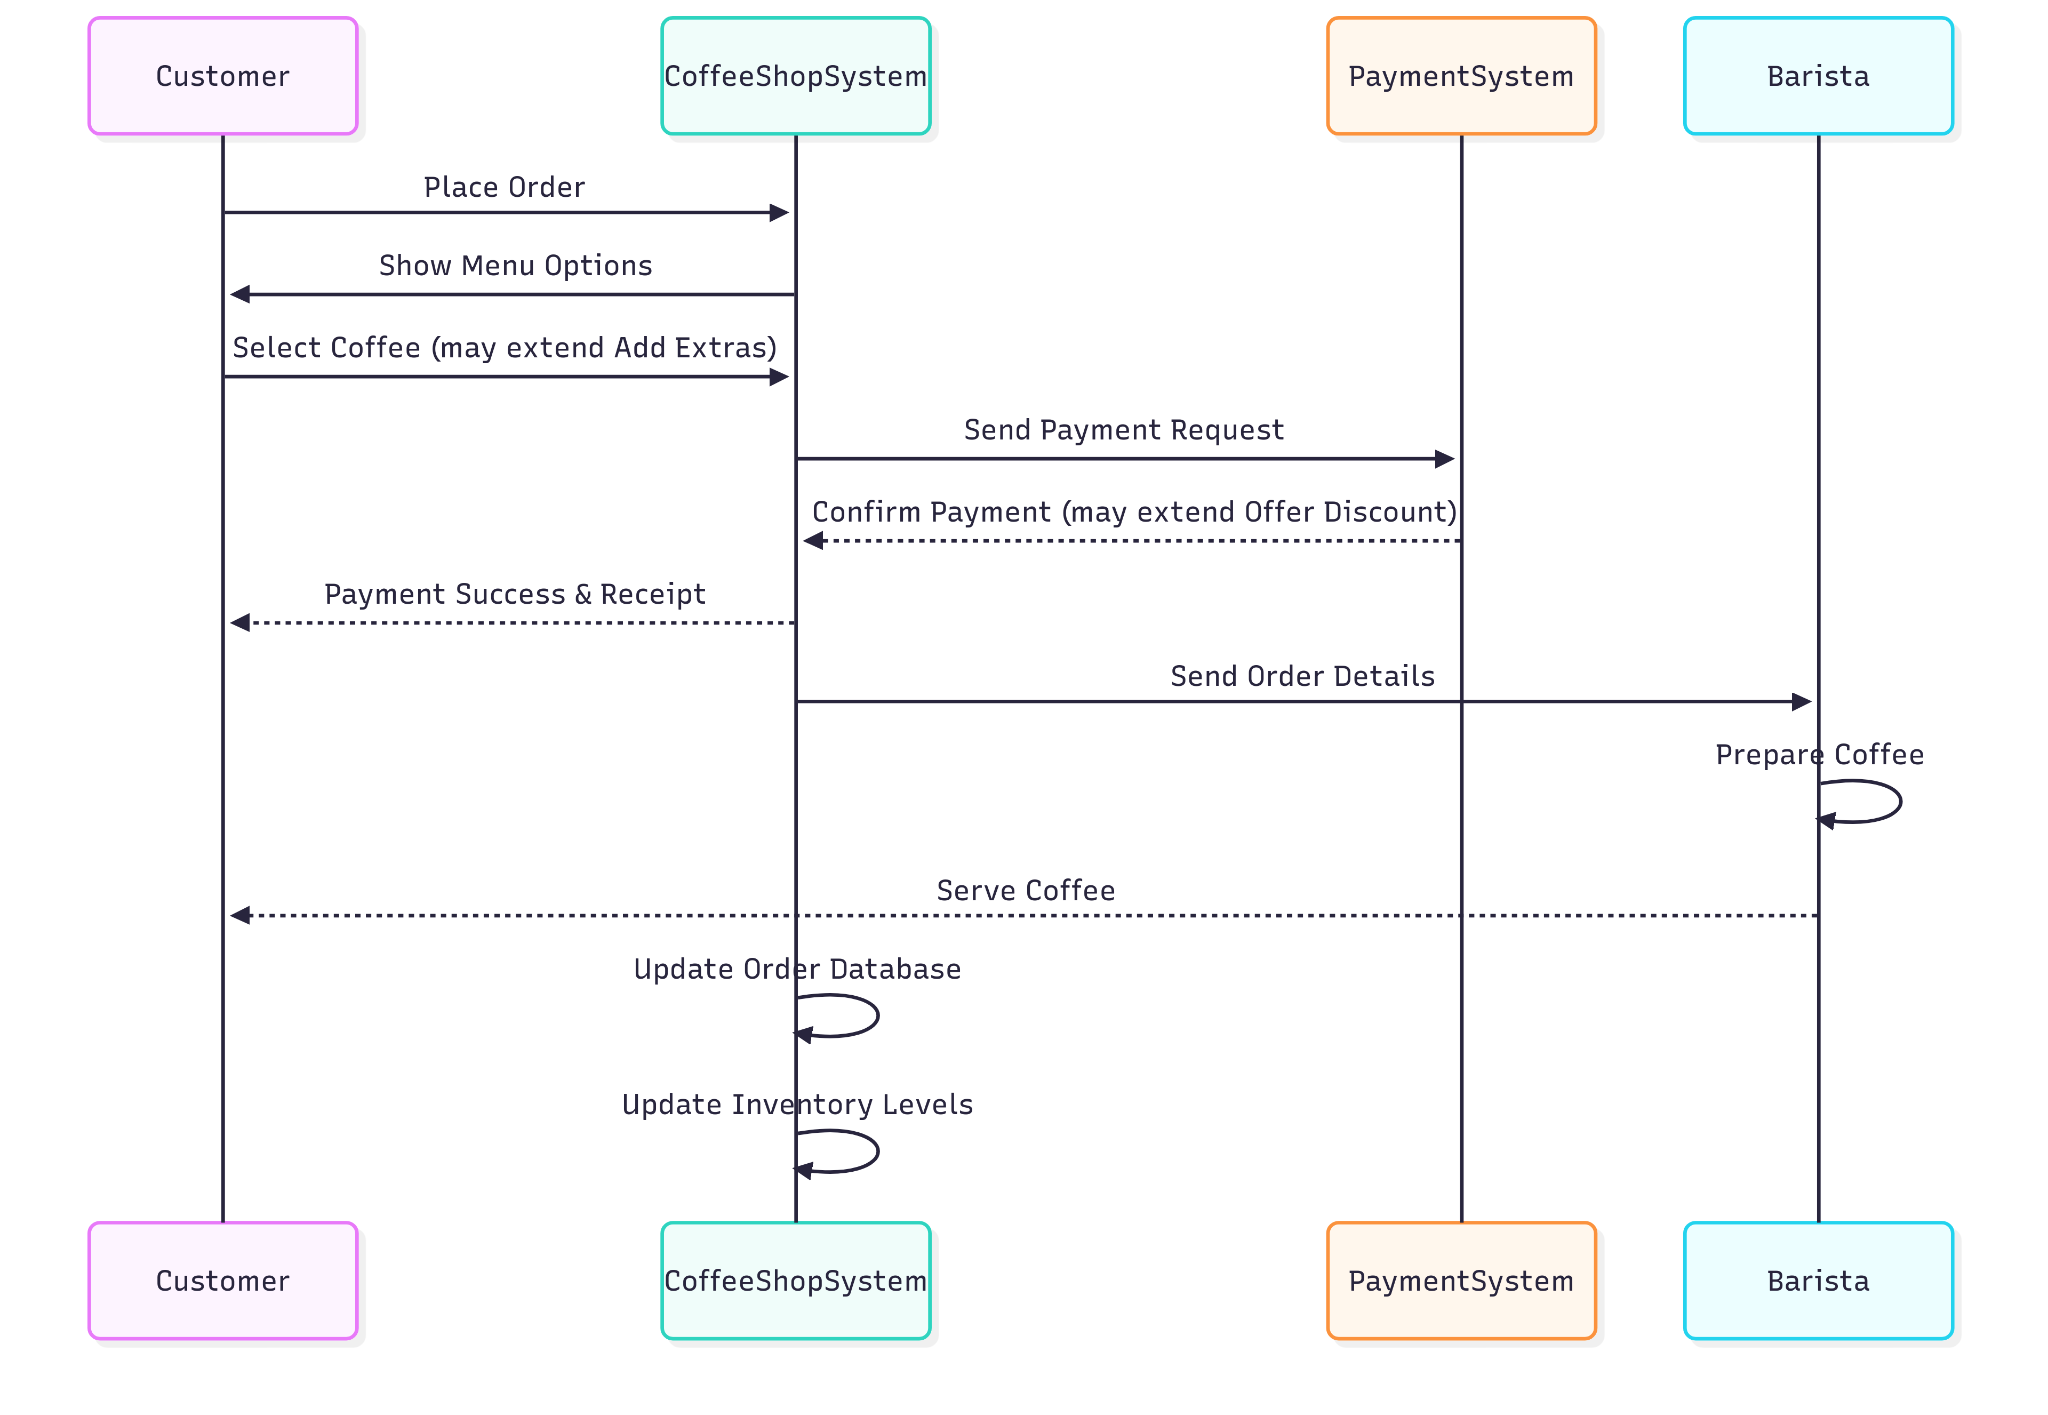 Customer
CoffeeShopSystem
PaymentSystem
Barista
Place Order
Show Menu Options
Select Coffee (may extend Add Extras)
Send Payment Request
Confirm Payment (may extend Offer Discount)
Payment Success & Receipt
Send Order Details
Prepare Coffee
Serve Coffee
Update Order Database
Update Inventory Levels
Customer
CoffeeShopSystem
PaymentSystem
Barista